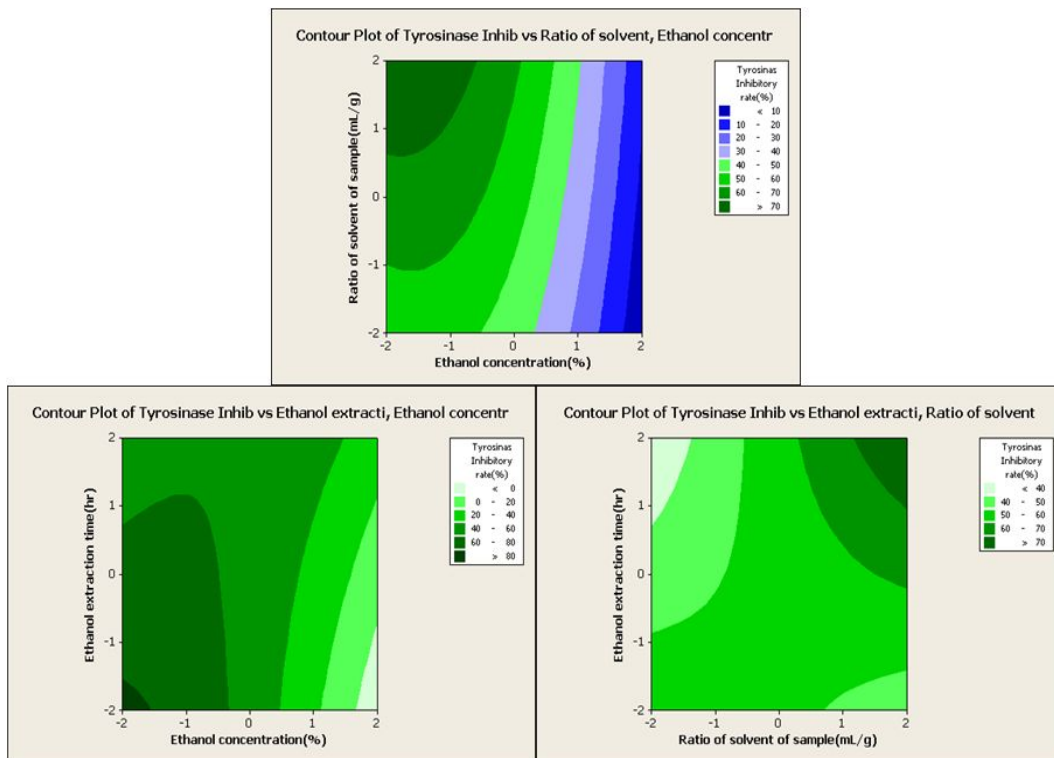 Contour Plot of Tyrosinase Inhib vs Ratio of solvent, Ethanol concentr
Ratio of solvent of sample(mL/g)
2
1
0
-1
-2
-2 -1 0 1 2
Ethanol concentration(%)
Tyrosinas
Inhibitory
rate(%)
< 10
10 - 20
20 - 30
30 - 40
40 - 50
50 - 60
60 - 70
> 70
Contour Plot of Tyrosinase Inhib vs Ethanol extracti, Ethanol concentr
Ethanol extraction time(hr)
2
1
0
-1
-2
-2 -1 0 1 2
Ethanol concentration(%)
Tyrosinas
Inhibitory
rate(%)
< 0
0 - 20
20 - 40
40 - 60
60 - 80
> 80
Contour Plot of Tyrosinase Inhib vs Ethanol extracti, Ratio of solvent
Ethanol extraction time(hr)
2
1
0
-1
-2
-2 -1 0 1 2
Ratio of solvent of sample(mL/g)
Tyrosinas
Inhibitory
rate(%)
< 40
40 - 50
50 - 60
60 - 70
> 70